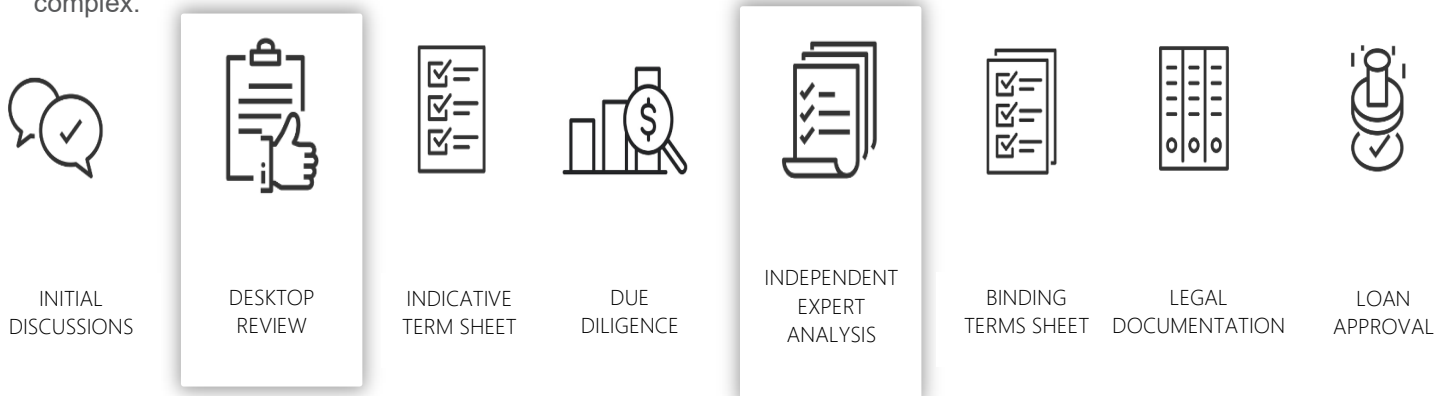 complex.
INITIAL
DISCUSSIONS
DESKTOP
REVIEW
INDICATIVE
TERM SHEET
DUE
DILIGENCE
INDEPENDENT
EXPERT
ANALYSIS
BINDING
TERMS SHEET
LEGAL
DOCUMENTATION
LOAN
APPROVAL